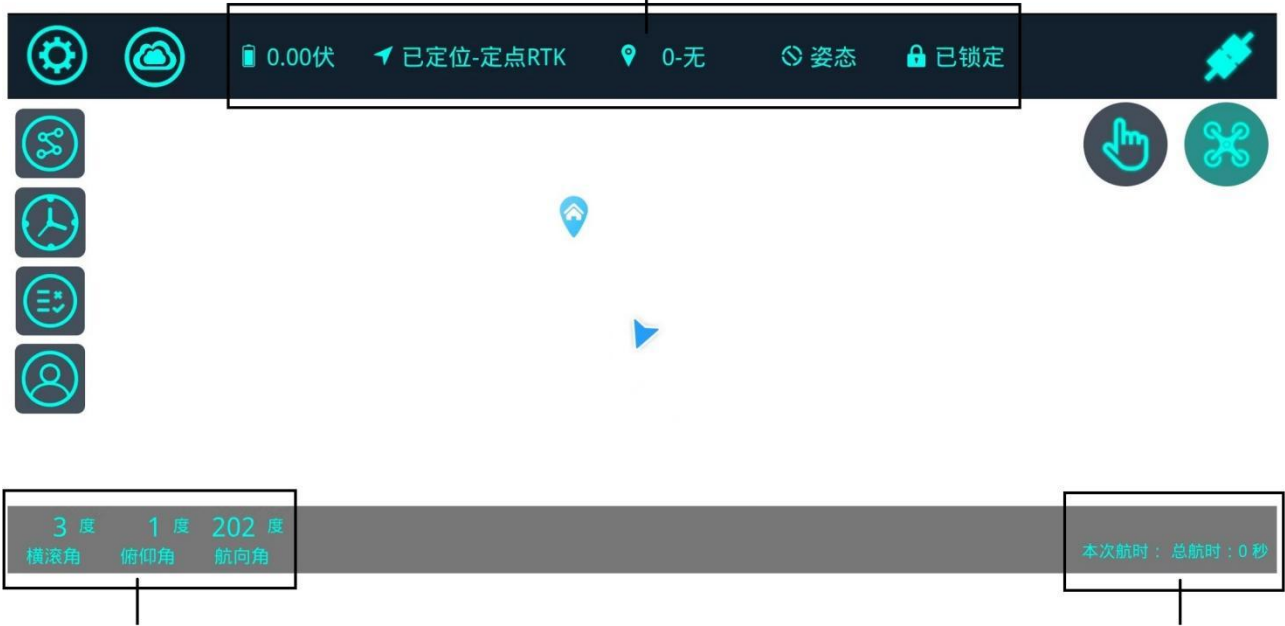 0.00伏 已定位-定点RTK 0-无 姿态 已锁定
3 度 1 度 202 度
横滚角 俯仰角 航向角
本次航时： 总航时：0 秒